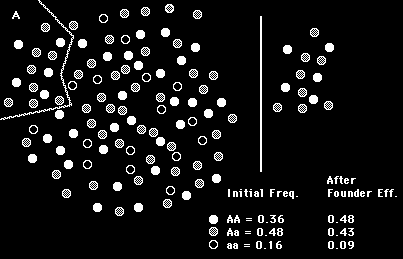 A
After
Initial Freq. Founder Eff.
AA = 0.36 0.48
Aa = 0.48 0.43
aa = 0.16 0.09